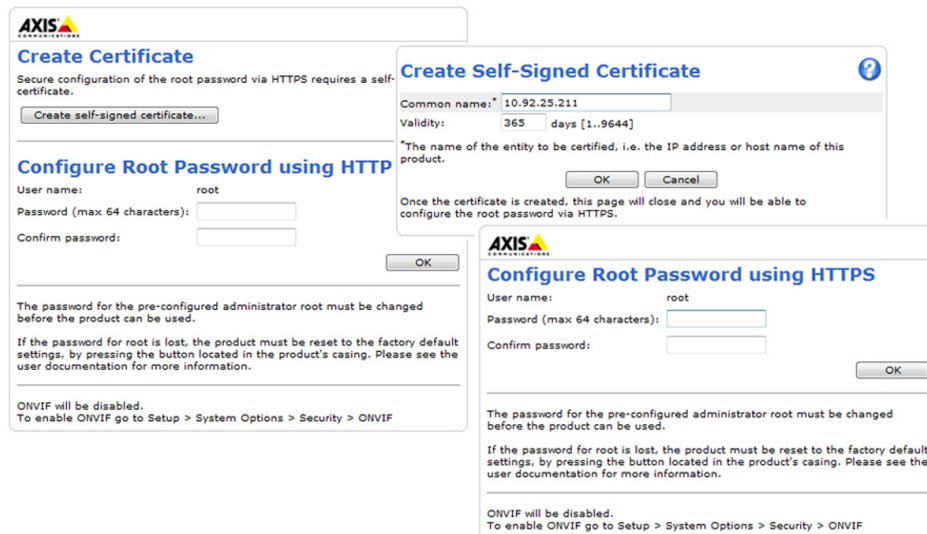 AXIS
COMMUNICATIONS
Create Certificate
Secure configuration of the root password via HTTPS requires a self-
certificate.
Create self-signed certificate...
Configure Root Password using HTTP
User name: root
Password (max 64 characters):
Confirm password:
OK
The password for the pre-configured administrator root must be changed
before the product can be used.
If the password for root is lost, the product must be reset to the factory default
settings, by pressing the button located in the product's casing. Please see the
user documentation for more information.
ONVIF will be disabled.
To enable ONVIF go to Setup > System Options > Security > ONVIF
Create Self-Signed Certificate
?
Common name:* 10.92.25.211
Validity: 365 days [1..9644]
*The name of the entity to be certified, i.e. the IP address or host name of this
product.
OK Cancel
Once the certificate is created, this page will close and you will be able to
configure the root password via HTTPS.
AXIS
COMMUNICATIONS
Configure Root Password using HTTPS
User name: root
Password (max 64 characters):
Confirm password:
OK
The password for the pre-configured administrator root must be changed
before the product can be used.
If the password for root is lost, the product must be reset to the factory default
settings, by pressing the button located in the product's casing. Please see the
user documentation for more information.
ONVIF will be disabled.
To enable ONVIF go to Setup > System Options > Security > ONVIF